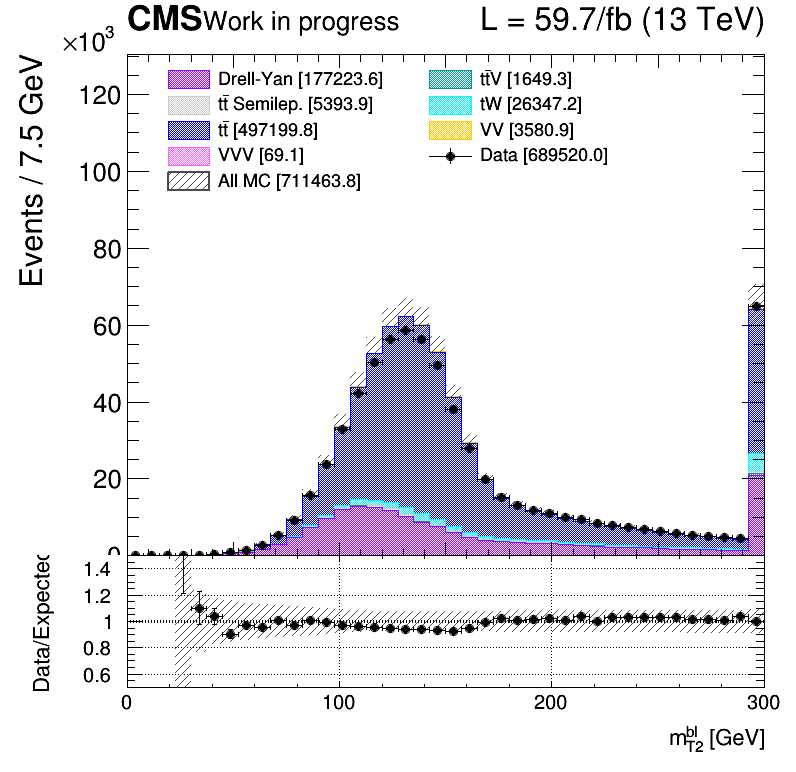 CMS Work in progress L = 59.7/fb (13 TeV)
×10³
Events / 7.5 GeV
Drell-Yan [177223.6]
tt̄ Semilep. [5393.9]
tt̄ [497199.8]
VVV [69.1]
All MC [711463.8]
tt̄V [1649.3]
tW [26347.2]
VV [3580.9]
Data [689520.0]
120
100
80
60
40
20
0
Data/Expected
1.4
1.2
1
0.8
0.6
0 100 200 300
m_{T2}^{bl} [GeV]